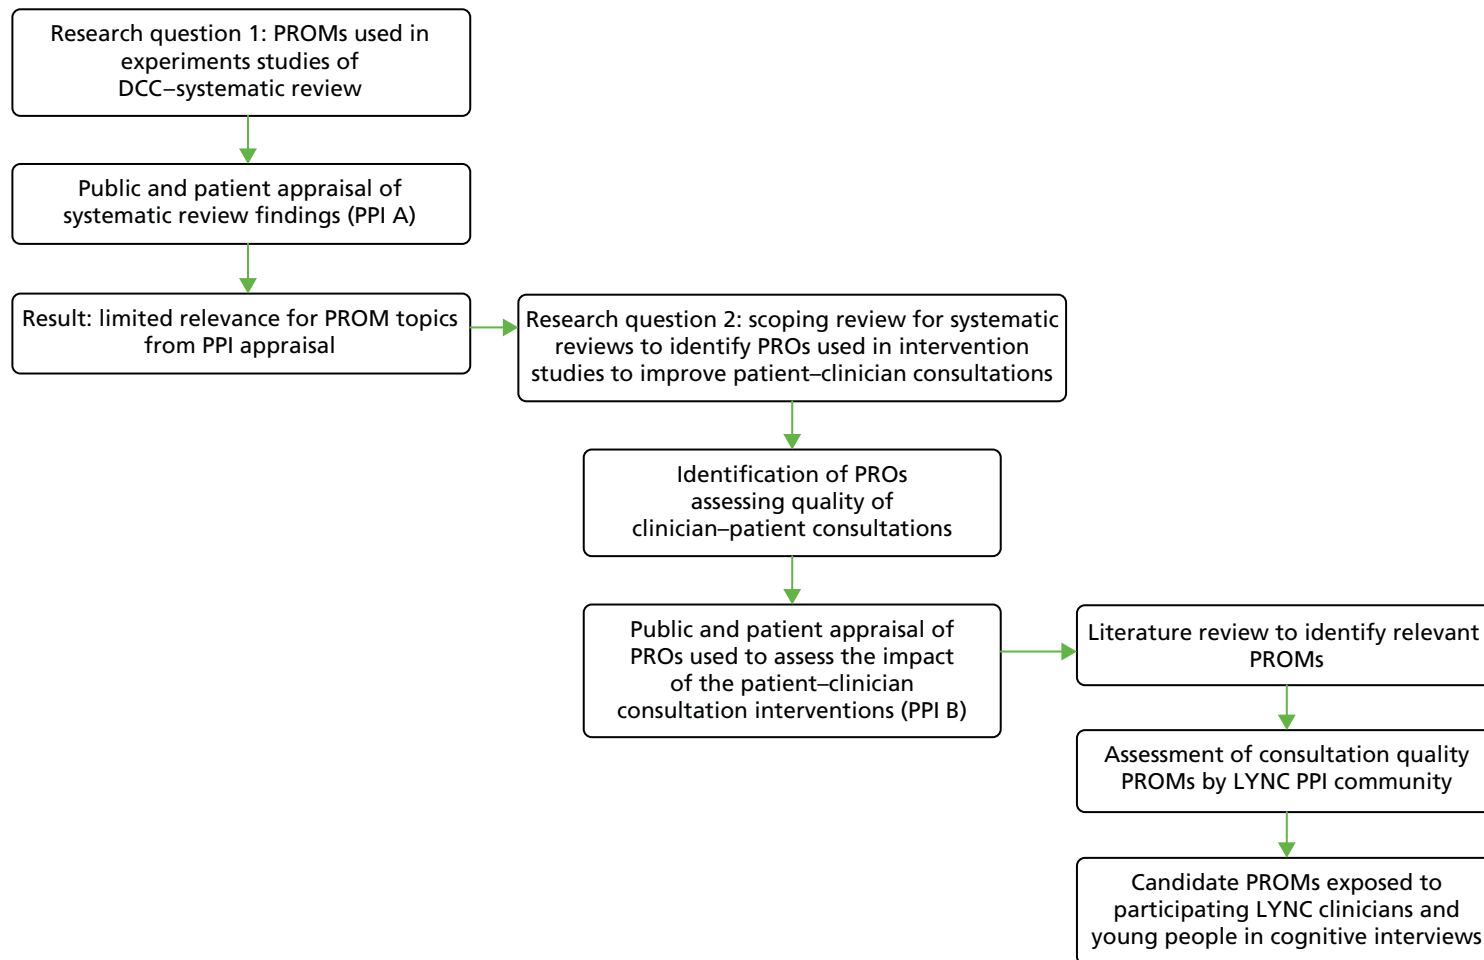 Research question 1: PROMs used in
experiments studies of
DCC–systematic review
Public and patient appraisal of
systematic review findings (PPI A)
Result: limited relevance for PROM topics
from PPI appraisal
Research question 2: scoping review for systematic
reviews to identify PROs used in intervention
studies to improve patient–clinician consultations
Identification of PROs
assessing quality of
clinician–patient consultations
Public and patient appraisal of
PROs used to assess the impact
of the patient–clinician
consultation interventions (PPI B)
Literature review to identify relevant
PROMs
Assessment of consultation quality
PROMs by LYNC PPI community
Candidate PROMs exposed to
participating LYNC clinicians and
young people in cognitive interviews